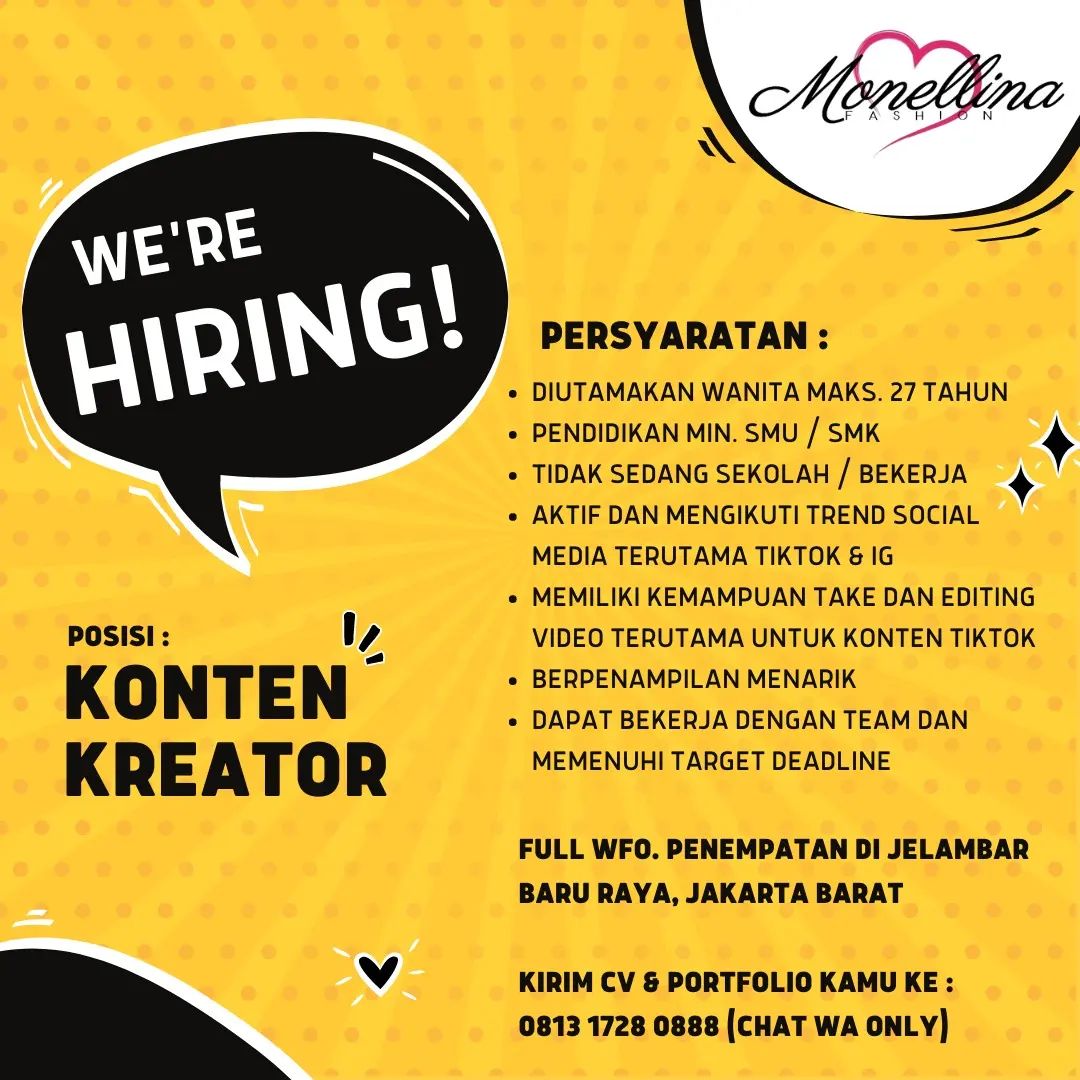 Monellina
FASHION
WE'RE
HIRING!
PERSYARATAN :
• DIUTAMAKAN WANITA MAKS. 27 TAHUN
• PENDIDIKAN MIN. SMU / SMK
• TIDAK SEDANG SEKOLAH / BEKERJA
• AKTIF DAN MENGIKUTI TREND SOCIAL
MEDIA TERUTAMA TIKTOK & IG
• MEMILIKI KEMAMPUAN TAKE DAN EDITING
VIDEO TERUTAMA UNTUK KONTEN TIKTOK
• BERPENAMPILAN MENARIK
• DAPAT BEKERJA DENGAN TEAM DAN
MEMENUHI TARGET DEADLINE
POSISI :
KONTEN
KREATOR
FULL WFO. PENEMPATAN DI JELAMBAR
BARU RAYA, JAKARTA BARAT
KIRIM CV & PORTFOLIO KAMU KE :
0813 1728 0888 (CHAT WA ONLY)